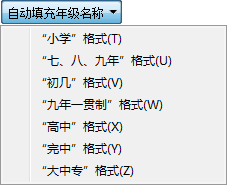 自动填充年级名称
“小学”格式(T)
“七、八、九年”格式(U)
“初几”格式(V)
“九年一贯制”格式(W)
“高中”格式(X)
“完中”格式(Y)
“大中专”格式(Z)